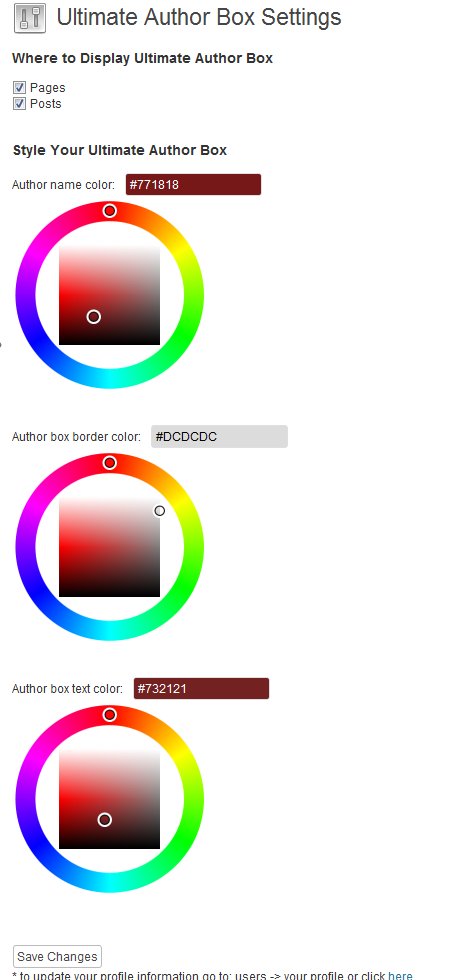 Ultimate Author Box Settings
Where to Display Ultimate Author Box
Pages
Posts
Style Your Ultimate Author Box
Author name color: #771818
Author box border color: #DCDCDC
Author box text color: #732121
Save Changes
* to update your profile information go to: users -> your profile or click here